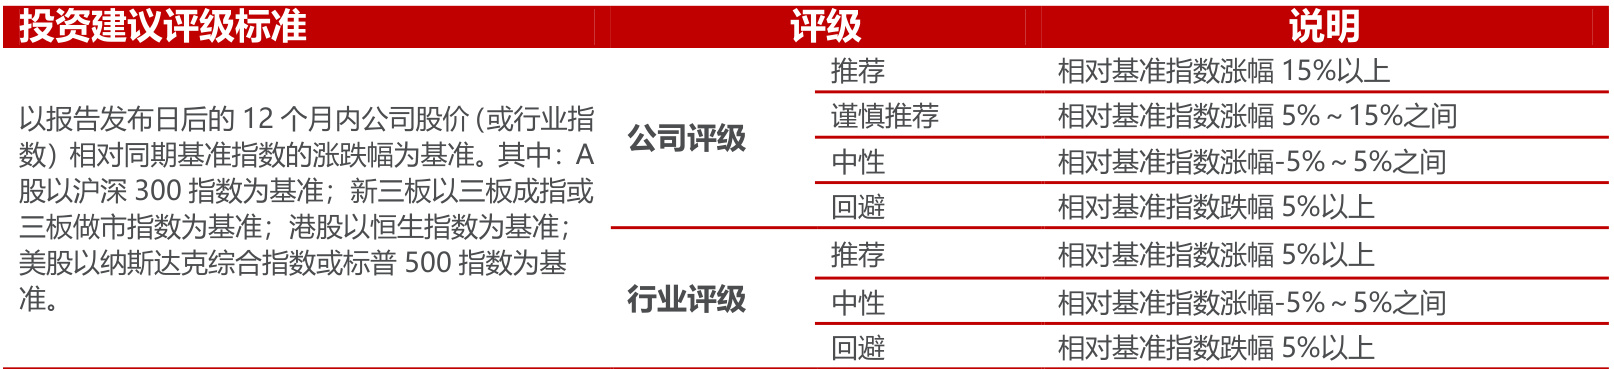 投资建议评级标准 评级 说明
以报告发布日后的 12 个月内公司股价（或行业指
数）相对同期基准指数的涨跌幅为基准。其中：A
股以沪深 300 指数为基准；新三板以三板成指或
三板做市指数为基准；港股以恒生指数为基准；
美股以纳斯达克综合指数或标普 500 指数为基
准。
公司评级
推荐 相对基准指数涨幅 15%以上
谨慎推荐 相对基准指数涨幅 5%～15%之间
中性 相对基准指数涨幅-5%～5%之间
回避 相对基准指数跌幅 5%以上
行业评级
推荐 相对基准指数涨幅 5%以上
中性 相对基准指数涨幅-5%～5%之间
回避 相对基准指数跌幅 5%以上